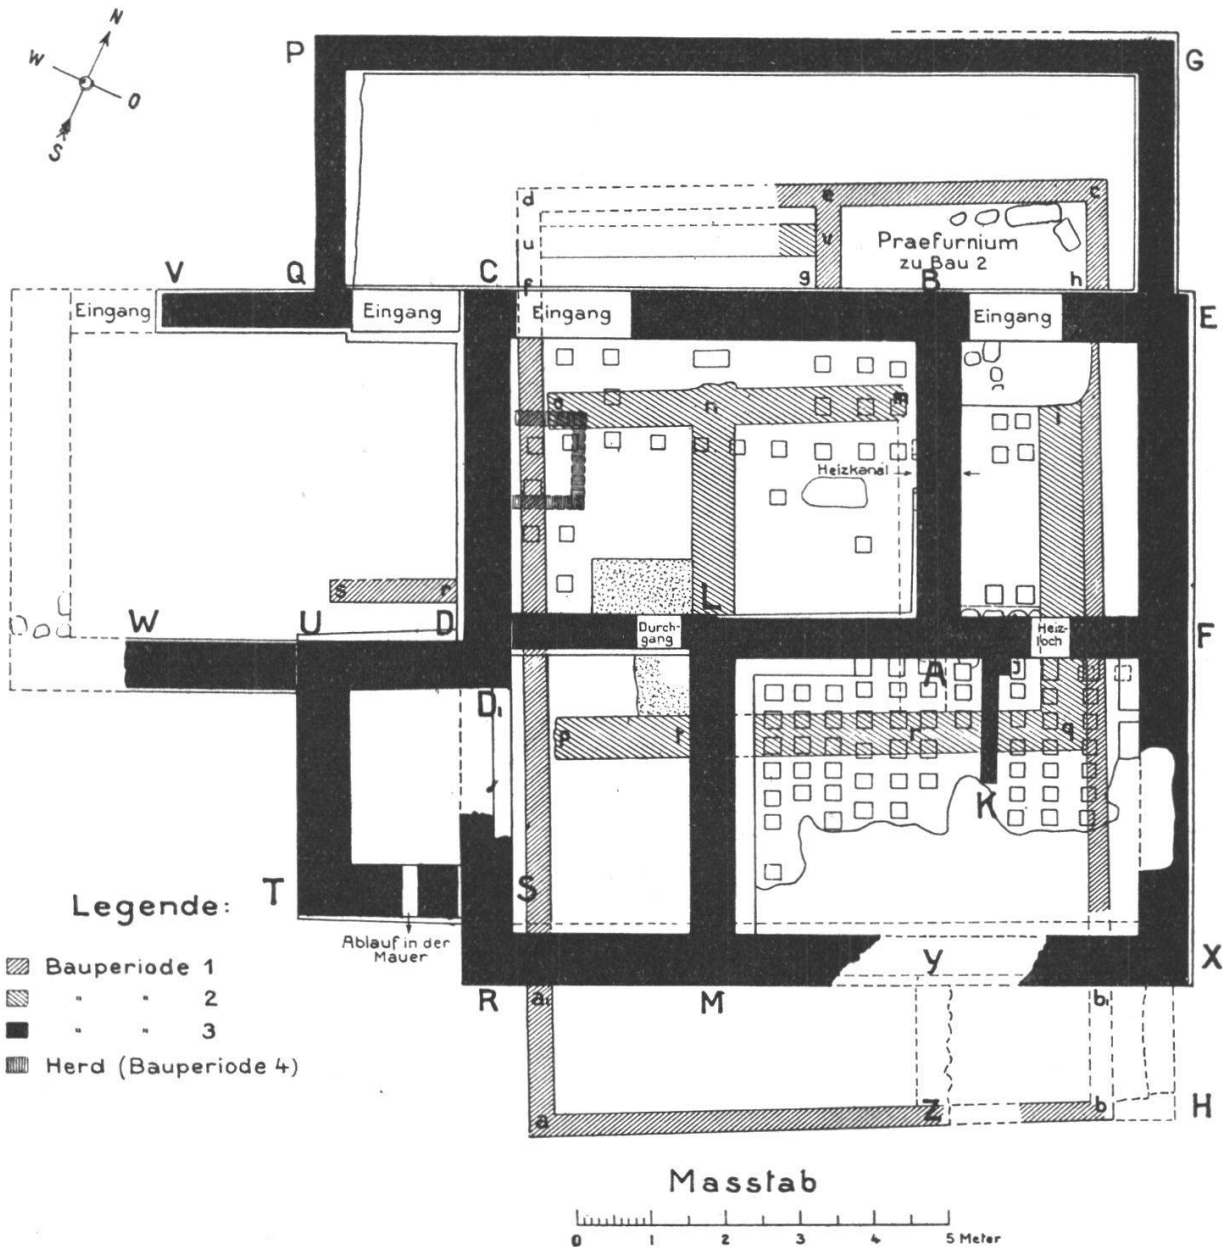 N
W
O
S
P
G
d
e
c
u
v
Praefurnium
zu Bau 2
V
Q
C
f
g
B
h
Eingang
Eingang
Eingang
Eingang
E
o
n
m
l
Heizkanal
s
r
L
W
U
D
Durch-
gang
Heiz-
loch
F
A
J
D1
p
r
q
K
T
S
Legende:
Ablauf in der
Mauer
Bauperiode 1
" " 2
" " 3
Herd (Bauperiode 4)
y
X
R
a1
M
b1
a
Z
b
H
Masstab
0 1 2 3 4 5 Meter